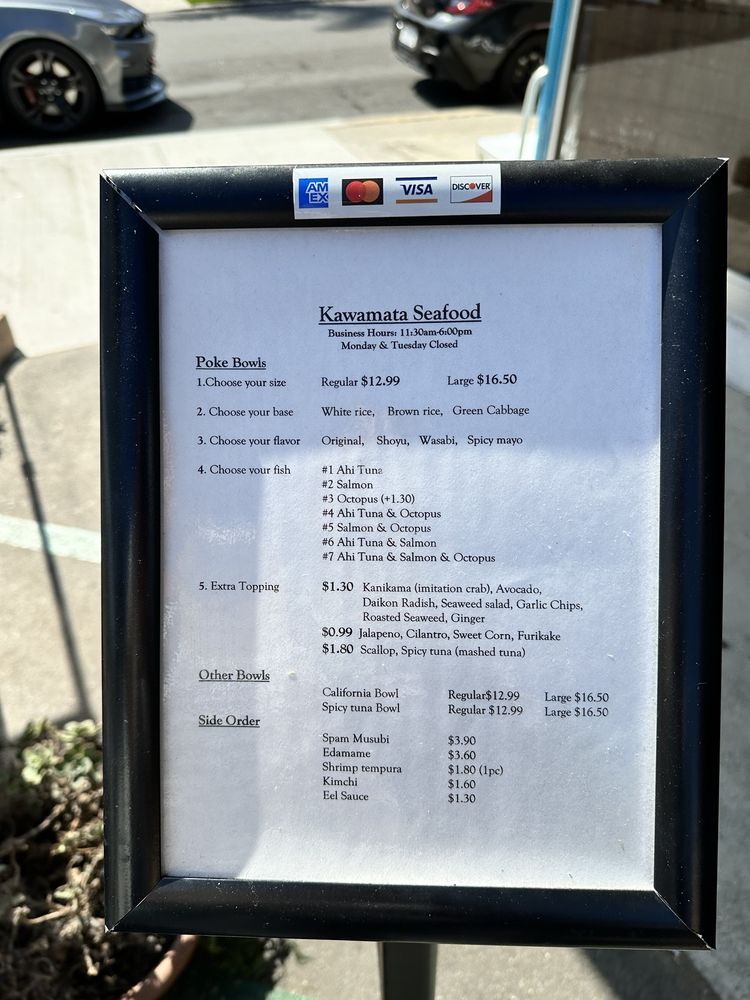 AM
EX
VISA
DISCOVER
Kawamata Seafood
Business Hours: 11:30am-6:00pm
Monday & Tuesday Closed
Poke Bowls
1.Choose your size Regular $12.99 Large $16.50
2. Choose your base White rice, Brown rice, Green Cabbage
3. Choose your flavor Original, Shoyu, Wasabi, Spicy mayo
4. Choose your fish #1 Ahi Tuna
#2 Salmon
#3 Octopus (+1.30)
#4 Ahi Tuna & Octopus
#5 Salmon & Octopus
#6 Ahi Tuna & Salmon
#7 Ahi Tuna & Salmon & Octopus
5. Extra Topping $1.30 Kanikama (imitation crab), Avocado,
Daikon Radish, Seaweed salad, Garlic Chips,
Roasted Seaweed, Ginger
$0.99 Jalapeno, Cilantro, Sweet Corn, Furikake
$1.80 Scallop, Spicy tuna (mashed tuna)
Other Bowls
California Bowl Regular$12.99 Large $16.50
Spicy tuna Bowl Regular $12.99 Large $16.50
Side Order
Spam Musubi $3.90
Edamame $3.60
Shrimp tempura $1.80 (1pc)
Kimchi $1.60
Eel Sauce $1.30